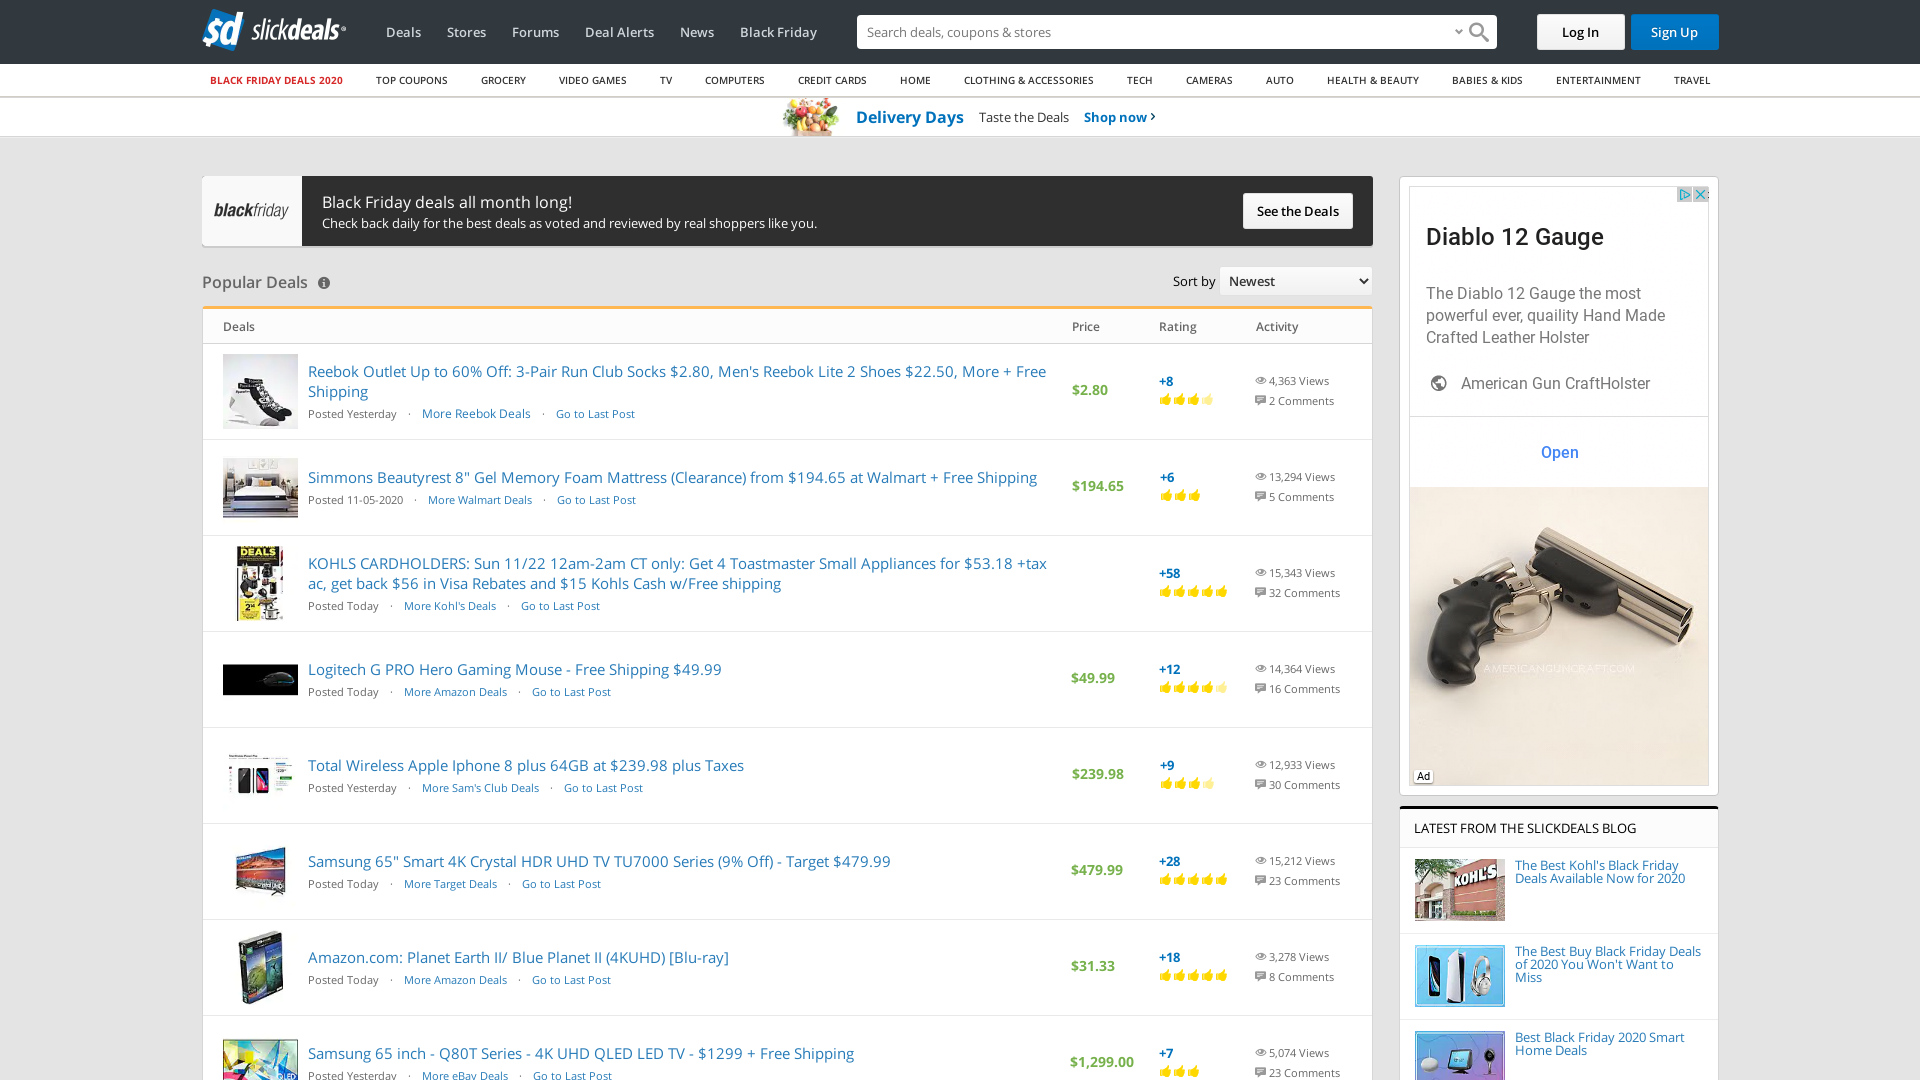 slickdeals
Deals
Stores
Forums
Deal Alerts
News
Black Friday
Search deals, coupons & shopping
Log In
Sign Up
BLACK FRIDAY DEALS 2020
TOP COUPONS
GROCERY
VIDEO GAMES
TV
COMPUTERS
CREDIT CARDS
HOME
CLOTHING & ACCESSORIES
TECH
CAMERAS
AUTO
HEALTH & BEAUTY
BABIES & KIDS
ENTERTAINMENT
TRAVEL
Delivery Days Taste the Deals Shop now
blackfriday
Black Friday deals all month long!
Check back daily for the best deals as voted and reviewed by real shoppers like you.
See the Deals
Popular Deals
Sort by Newest
Deals Price Rating Activity
Reebok Outlet Up to 60% Off: 3-Pair Run Club Socks $2.80, Men's Reebok Lite 2 Shoes $22.50, More + Free
Shipping
Posted Yesterday · More Reebok Deals · Go to Last Post
$2.80
+8
4,363 Views
2 Comments
Simmons Beautyrest 8" Gel Memory Foam Mattress (Clearance) from $194.65 at Walmart + Free Shipping
Posted 11-05-2020 · More Walmart Deals · Go to Last Post
$194.65
+6
13,294 Views
5 Comments
DEALS
KOHLS CARDHOLDERS: Sun 11/22 12am-2am CT only: Get 4 Toastmaster Small Appliances for $53.18 +tax
ac, get back $56 in Visa Rebates and $15 Kohls Cash w/Free shipping
Posted Today · More Kohl's Deals · Go to Last Post
+58
15,343 Views
32 Comments
Logitech G PRO Hero Gaming Mouse - Free Shipping $49.99
Posted Today · More Amazon Deals · Go to Last Post
$49.99
+12
14,364 Views
16 Comments
Total Wireless Apple Iphone 8 plus 64GB at $239.98 plus Taxes
Posted Yesterday · More Sam's Club Deals · Go to Last Post
$239.98
+9
12,933 Views
30 Comments
Samsung 65" Smart 4K Crystal HDR UHD TV TU7000 Series (9% Off) - Target $479.99
Posted Today · More Target Deals · Go to Last Post
$479.99
+28
15,212 Views
23 Comments
Amazon.com: Planet Earth II/ Blue Planet II (4KUHD) [Blu-ray]
Posted Today · More Amazon Deals · Go to Last Post
$31.33
+18
3,278 Views
8 Comments
Samsung 65 inch - Q80T Series - 4K UHD QLED LED TV - $1299 + Free Shipping
Posted Yesterday · More eBay Deals · Go to Last Post
$1,299.00
+7
5,074 Views
23 Comments
Diablo 12 Gauge
The Diablo 12 Gauge the most
powerful ever, quaility Hand Made
Crafted Leather Holster
American Gun CraftHolster
Open
AMERICANGUNCRAFT.COM
Ad
LATEST FROM THE SLICKDEALS BLOG
KOHL'S
The Best Kohl's Black Friday
Deals Available Now for 2020
The Best Buy Black Friday Deals
of 2020 You Won't Want to
Miss
Best Black Friday 2020 Smart
Home Deals